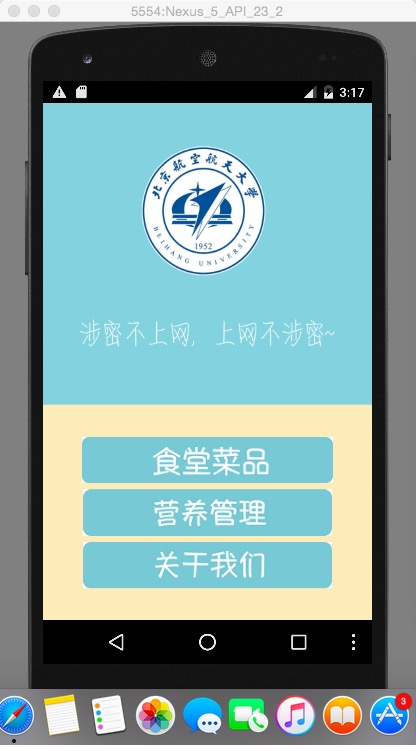 5554:Nexus_5_API_23_2
3:17
北京航空航天大学
1952
BEIHANG UNIVERSITY
涉密不上网，上网不涉密~
食堂菜品
营养管理
关于我们
3